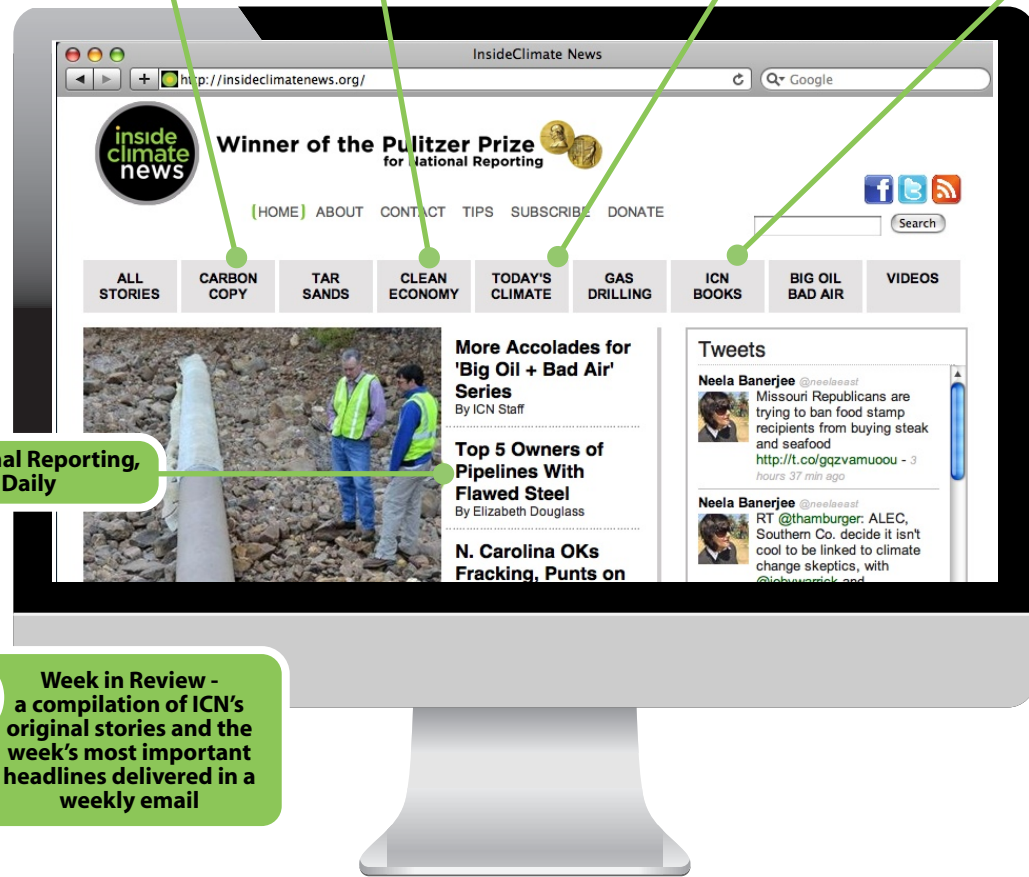 InsideClimate News
http://insideclimatenews.org/
Google
inside
climate
news
Winner of the Pulitzer Prize
for National Reporting
[HOME] ABOUT CONTACT TIPS SUBSCRIBE DONATE
Search
ALL
STORIES
CARBON
COPY
TAR
SANDS
CLEAN
ECONOMY
TODAY'S
CLIMATE
GAS
DRILLING
ICN
BOOKS
BIG OIL
BAD AIR
VIDEOS
More Accolades for
'Big Oil + Bad Air'
Series
By ICN Staff
Top 5 Owners of
Pipelines With
Flawed Steel
By Elizabeth Douglass
N. Carolina OKs
Fracking, Punts on
Tweets
Neela Banerjee @neelaeast
Missouri Republicans are
trying to ban food stamp
recipients from buying steak
and seafood
http://t.co/gqzvamuoou - 3
hours 37 min ago
Neela Banerjee @neelaeast
RT @thamburger: ALEC,
Southern Co. decide it isn't
cool to be linked to climate
change skeptics, with
@jobywarrick and
nal Reporting,
Daily
Week in Review -
a compilation of ICN's
original stories and the
week's most important
headlines delivered in a
weekly email